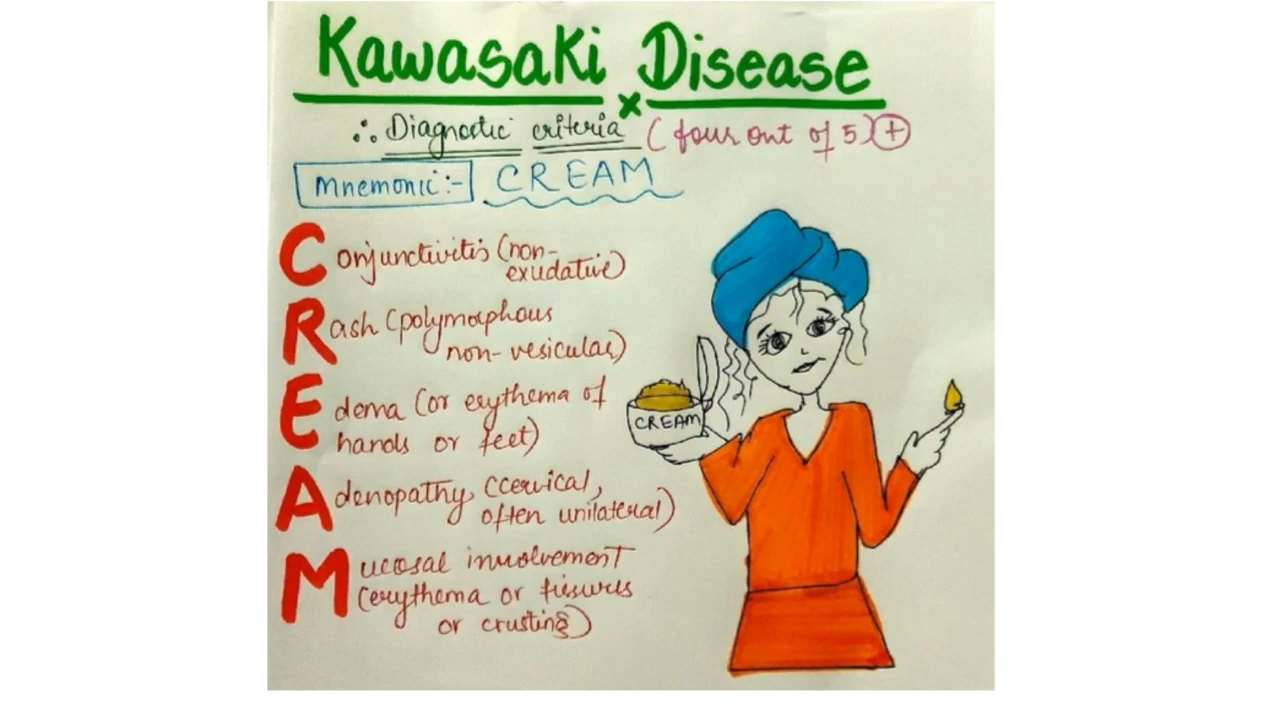 Kawasaki Disease
∴ Diagnostic criteria (four out of 5) +
Mnemonic:- CREAM
Conjunctivitis (non-
exudative)
Rash (polymorphous
non-vesicular)
Edema (or erythema of
hands or feet)
Adenopathy (cervical,
often unilateral)
Mucosal involvement
(erythema or fissures
or crusting)
CREAM